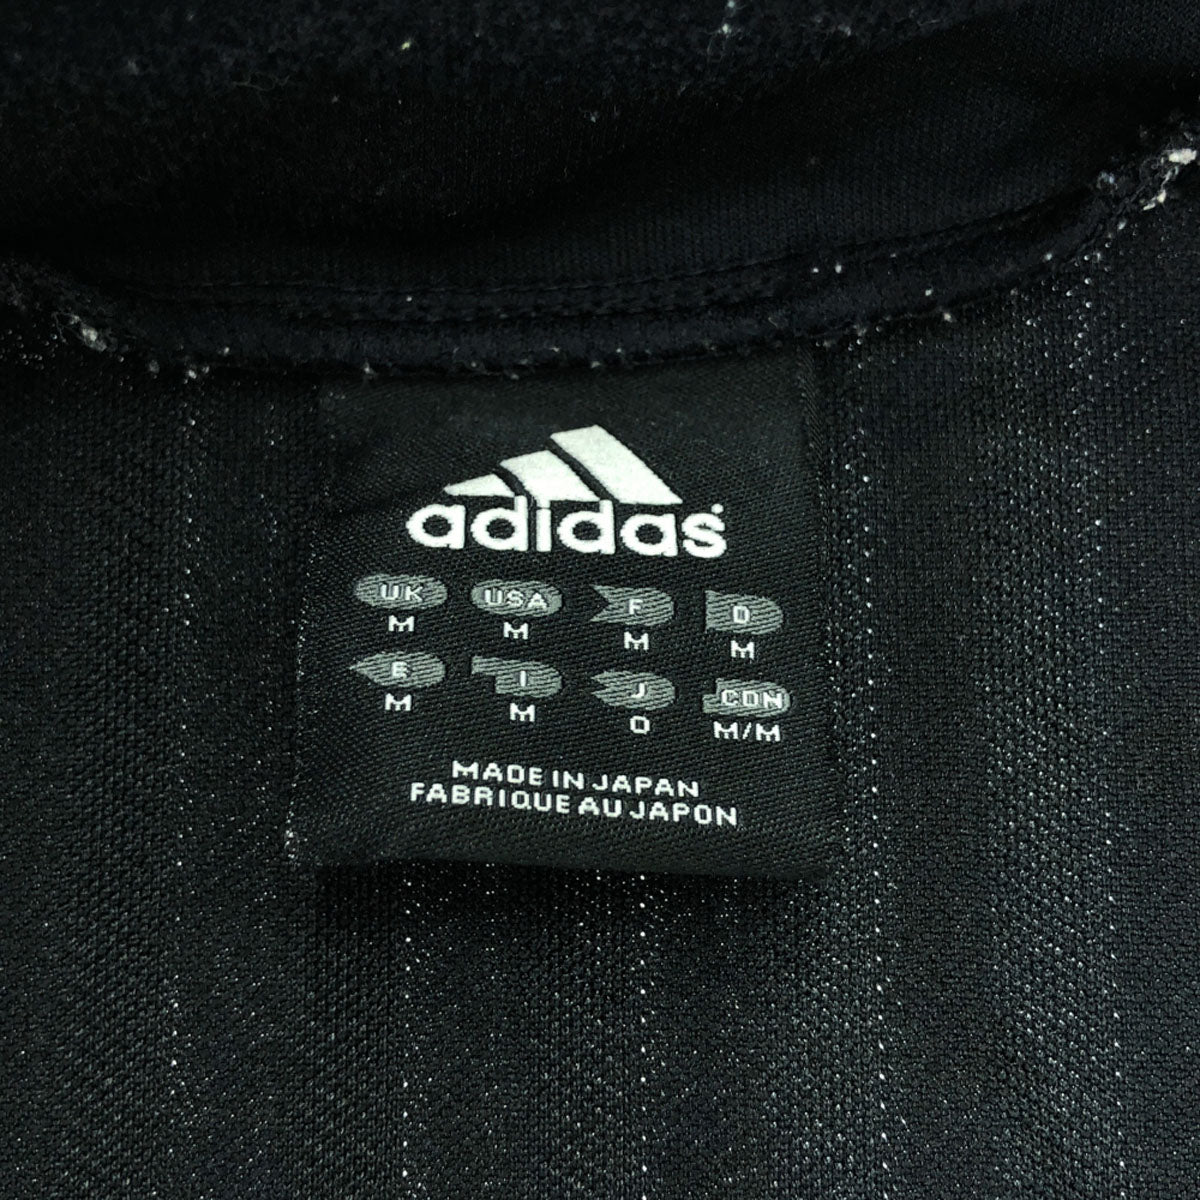 adidas
UK USA F D
M M M M
E I J CDN
M M O M/M
MADE IN JAPAN
FABRIQUE AU JAPON